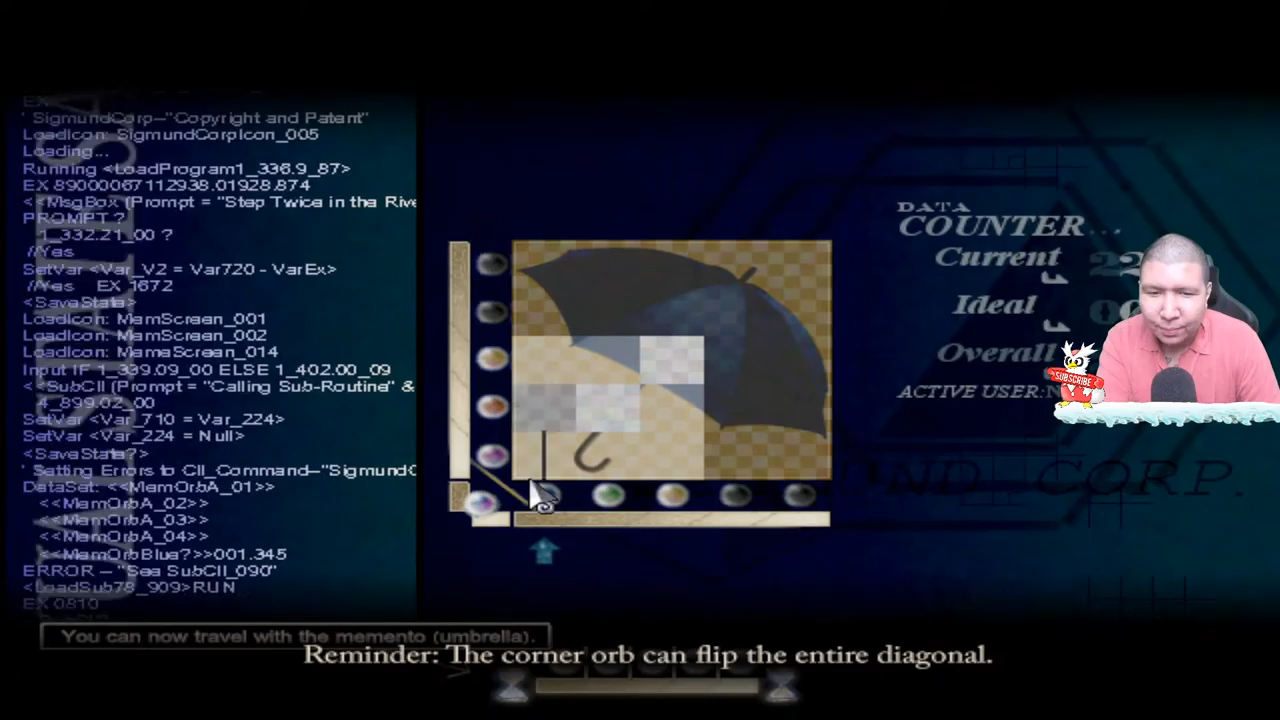 ' SigmundCorp-"Copyright and Patent"
LoadIcon: SigmundCorpIcon_005
Loading...
Running <LoadProgram1_336.9_87>
EX 89000067112938.01928.874
<<MsgBox (Prompt = "Step Twice in the Rive
PROMPT ?
1_332.21_00 ?
//Yes
SetVar <Var_V2 = Var720 - VarEx>
//Yes EX 1672
<SaveState>
LoadIcon: MemScreen_001
LoadIcon: MemScreen_002
LoadIcon: MemeScreen_014
Input IF 1_339.09_00 ELSE 1_402.00_09
<<SubCll (Prompt = "Calling Sub-Routine" &
4_899.02_00
SetVar <Var_710 = Var_224>
SetVar <Var_224 = Null>
<SaveState?>
' Setting Errors to Cll_Command-"SigmundC
DataSet: <<MemOrbA_01>>
<<MemOrbA_02>>
<<MemOrbA_03>>
<<MemOrbA_04>>
<<MemOrbBlue?>>001.345
ERROR - "See SubCll_090"
<LoadSub78_909>RUN
EX 0810
DATA
COUNTER...
Current
Ideal
Overall
ACTIVE USER:
SUBSCRIBE
CORP.
You can now travel with the memento (umbrella).
Reminder: The corner orb can flip the entire diagonal.